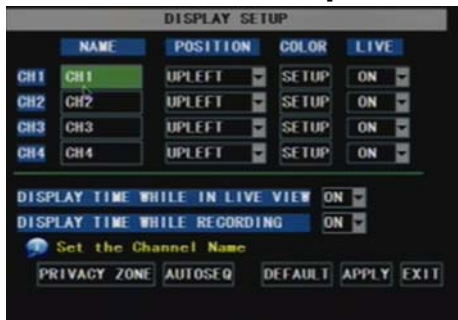 DISPLAY SETUP
NAME POSITION COLOR LIVE
CH1 CH1 UPLEFT SETUP ON
CH2 CH2 UPLEFT SETUP ON
CH3 CH3 UPLEFT SETUP ON
CH4 CH4 UPLEFT SETUP ON
DISPLAY TIME WHILE IN LIVE VIEW ON
DISPLAY TIME WHILE RECORDING ON
Set the Channel Name
PRIVACY ZONE AUTOSEQ DEFAULT APPLY EXIT